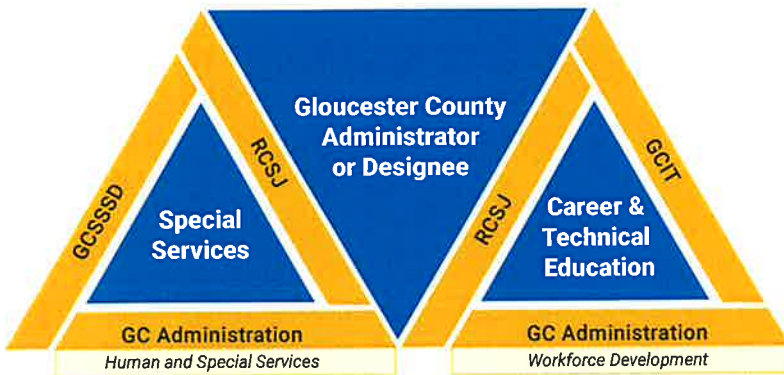 Gloucester County
Administrator
or Designee
GCSSSD
RCSJ
Special
Services
RCSJ
GCIT
Career &
Technical
Education
GC Administration
Human and Special Services
GC Administration
Workforce Development